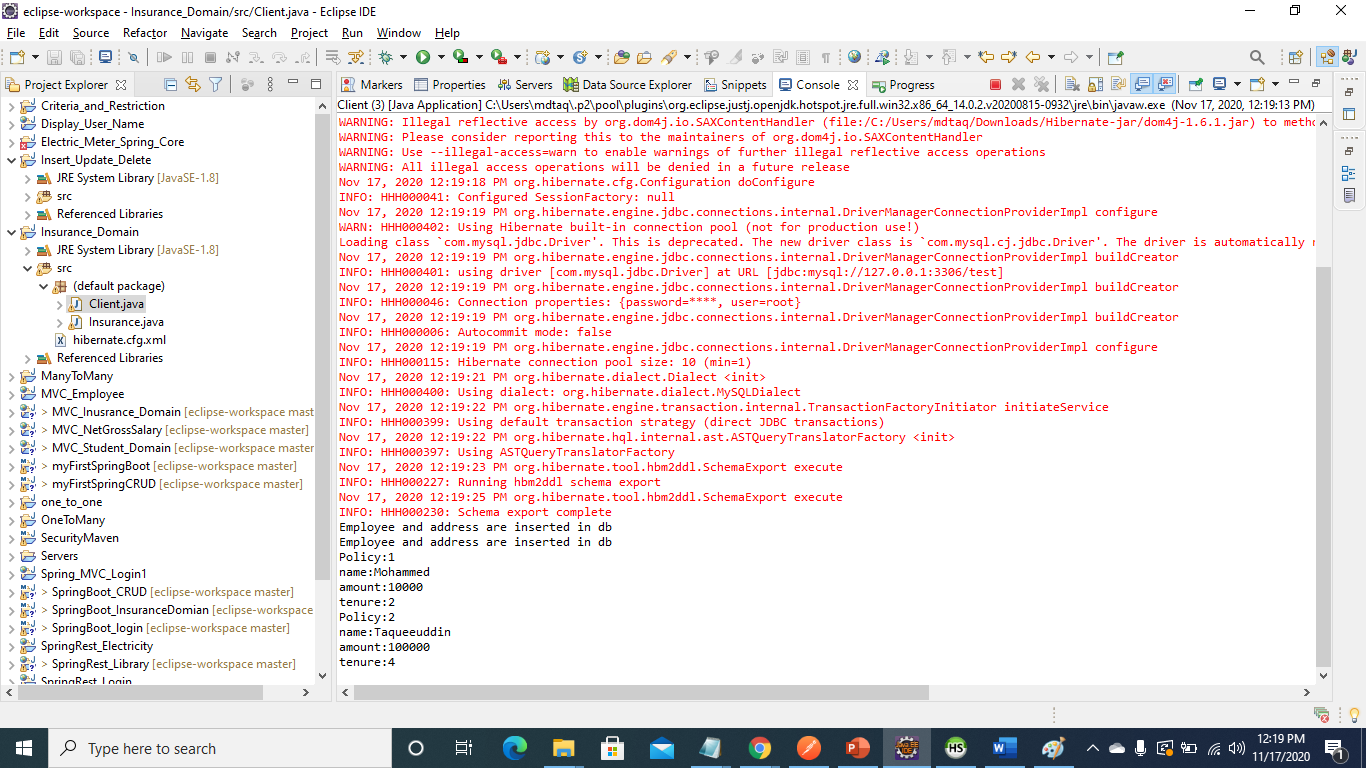 eclipse-workspace - Insurance_Domain/src/Client.java - Eclipse IDE
File Edit Source Refactor Navigate Search Project Run Window Help
Project Explorer
Criteria_and_Restriction
Display_User_Name
Electric_Meter_Spring_Core
Insert_Update_Delete
JRE System Library [JavaSE-1.8]
src
Referenced Libraries
Insurance_Domain
JRE System Library [JavaSE-1.8]
src
(default package)
Client.java
Insurance.java
hibernate.cfg.xml
Referenced Libraries
ManyToMany
MVC_Employee
> MVC_Inusrance_Domain [eclipse-workspace mast
> MVC_NetGrossSalary [eclipse-workspace master]
> MVC_Student_Domain [eclipse-workspace master
> myFirstSpringBoot [eclipse-workspace master]
> myFirstSpringCRUD [eclipse-workspace master]
one_to_one
OneToMany
SecurityMaven
Servers
Spring_MVC_Login1
> SpringBoot_CRUD [eclipse-workspace master]
> SpringBoot_InsuranceDomian [eclipse-workspace
> SpringBoot_login [eclipse-workspace master]
SpringRest_Electricity
> SpringRest_Library [eclipse-workspace master]
SpringRest_Login
Markers Properties Servers Data Source Explorer Snippets Console Progress
Client (3) [Java Application] C:\Users\mdtaq\.p2\pool\plugins\org.eclipse.justj.openjdk.hotspot.jre.full.win32.x86_64_14.0.2.v20200815-0932\jre\bin\javaw.exe (Nov 17, 2020, 12:19:13 PM)
WARNING: Illegal reflective access by org.dom4j.io.SAXContentHandler (file:/C:/Users/mdtaq/Downloads/Hibernate-jar/dom4j-1.6.1.jar) to metho
WARNING: Please consider reporting this to the maintainers of org.dom4j.io.SAXContentHandler
WARNING: Use --illegal-access=warn to enable warnings of further illegal reflective access operations
WARNING: All illegal access operations will be denied in a future release
Nov 17, 2020 12:19:18 PM org.hibernate.cfg.Configuration doConfigure
INFO: HHH000041: Configured SessionFactory: null
Nov 17, 2020 12:19:19 PM org.hibernate.engine.jdbc.connections.internal.DriverManagerConnectionProviderImpl configure
WARN: HHH000402: Using Hibernate built-in connection pool (not for production use!)
Loading class `com.mysql.jdbc.Driver'. This is deprecated. The new driver class is `com.mysql.cj.jdbc.Driver'. The driver is automatically r
Nov 17, 2020 12:19:19 PM org.hibernate.engine.jdbc.connections.internal.DriverManagerConnectionProviderImpl buildCreator
INFO: HHH000401: using driver [com.mysql.jdbc.Driver] at URL [jdbc:mysql://127.0.0.1:3306/test]
Nov 17, 2020 12:19:19 PM org.hibernate.engine.jdbc.connections.internal.DriverManagerConnectionProviderImpl buildCreator
INFO: HHH000046: Connection properties: {password=****, user=root}
Nov 17, 2020 12:19:19 PM org.hibernate.engine.jdbc.connections.internal.DriverManagerConnectionProviderImpl buildCreator
INFO: HHH000006: Autocommit mode: false
Nov 17, 2020 12:19:19 PM org.hibernate.engine.jdbc.connections.internal.DriverManagerConnectionProviderImpl configure
INFO: HHH000115: Hibernate connection pool size: 10 (min=1)
Nov 17, 2020 12:19:21 PM org.hibernate.dialect.Dialect <init>
INFO: HHH000400: Using dialect: org.hibernate.dialect.MySQLDialect
Nov 17, 2020 12:19:22 PM org.hibernate.engine.transaction.internal.TransactionFactoryInitiator initiateService
INFO: HHH000399: Using default transaction strategy (direct JDBC transactions)
Nov 17, 2020 12:19:22 PM org.hibernate.hql.internal.ast.ASTQueryTranslatorFactory <init>
INFO: HHH000397: Using ASTQueryTranslatorFactory
Nov 17, 2020 12:19:23 PM org.hibernate.tool.hbm2ddl.SchemaExport execute
INFO: HHH000227: Running hbm2ddl schema export
Nov 17, 2020 12:19:25 PM org.hibernate.tool.hbm2ddl.SchemaExport execute
INFO: HHH000230: Schema export complete
Employee and address are inserted in db
Employee and address are inserted in db
Policy:1
name:Mohammed
amount:10000
tenure:2
Policy:2
name:Taqueeuddin
amount:100000
tenure:4
Type here to search
12:19 PM
11/17/2020